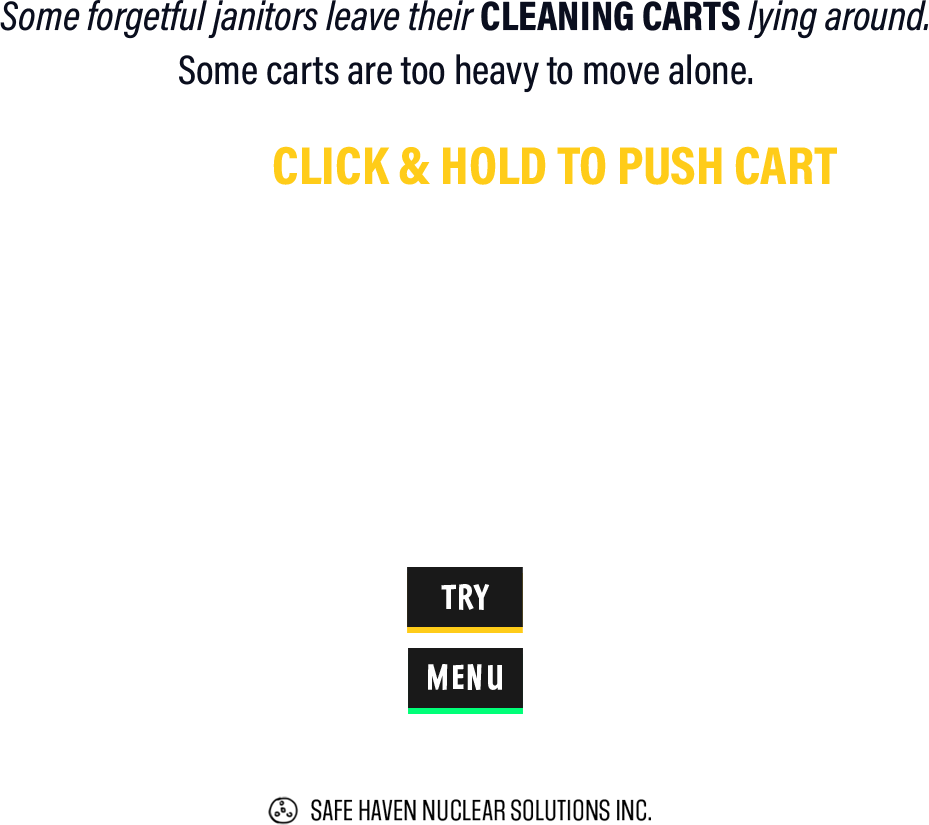 Some forgetful janitors leave their CLEANING CARTS lying around.
Some carts are too heavy to move alone.
CLICK & HOLD TO PUSH CART
TRY
MENU
SAFE HAVEN NUCLEAR SOLUTIONS INC.